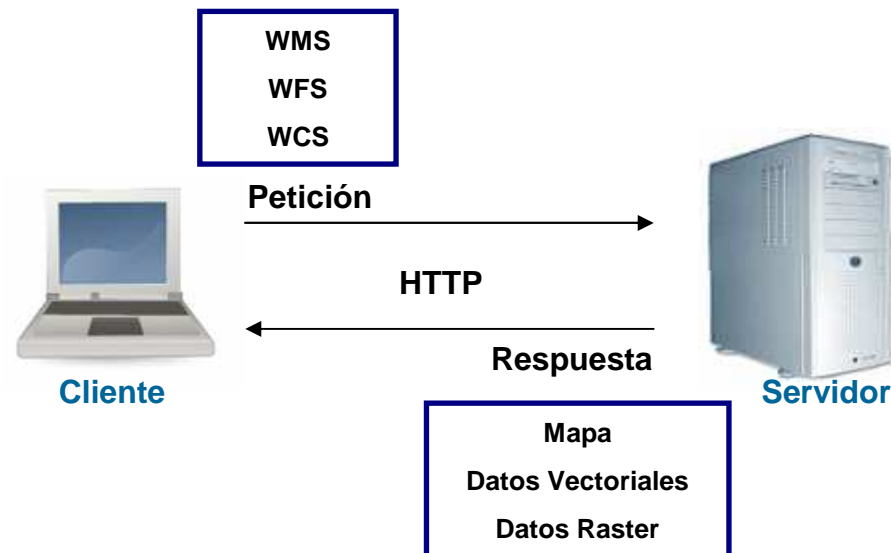 WMS
WFS
WCS
Petición
HTTP
Respuesta
Cliente
Servidor
Mapa
Datos Vectoriales
Datos Raster